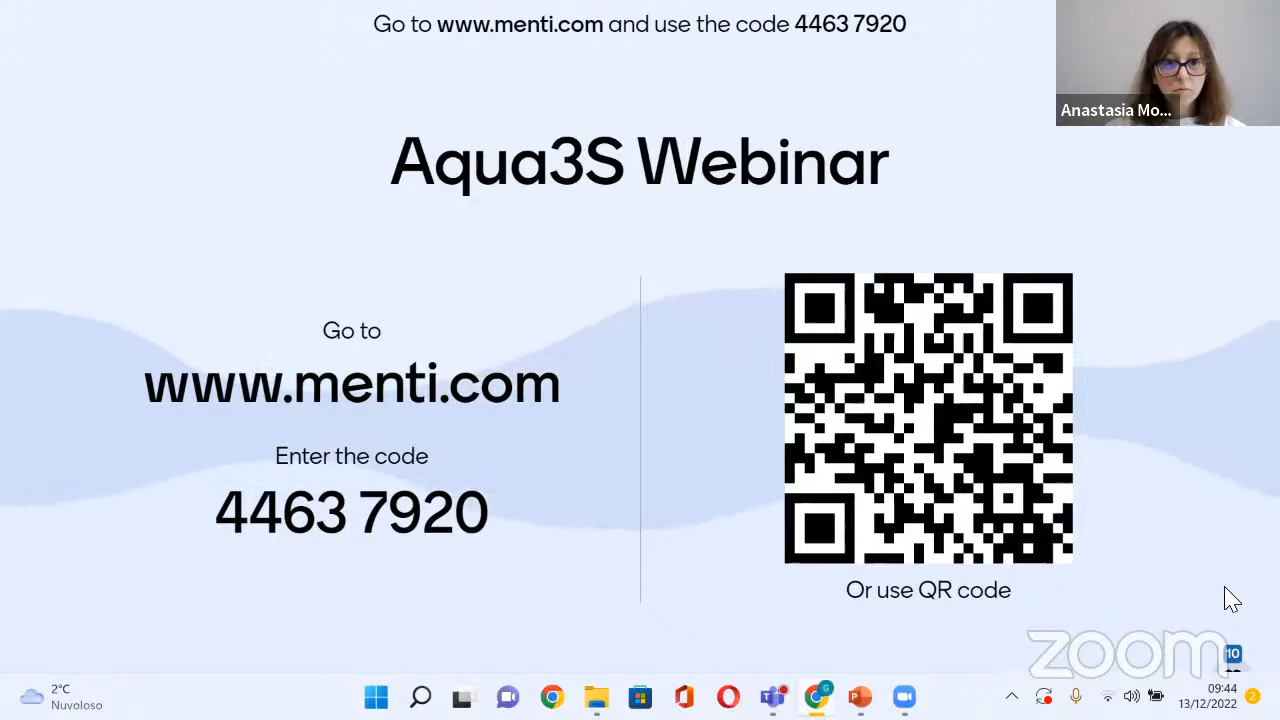 Go to www.menti.com and use the code 4463 7920
Anastasia Mo...
Aqua3S Webinar
Go to
www.menti.com
Enter the code
4463 7920
Or use QR code
zoom
10
2°C
Nuvoloso
G
09:44
13/12/2022
2